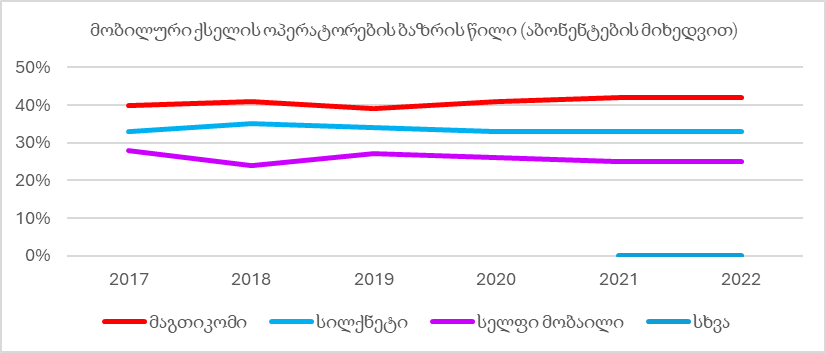 მობილური ქსელის ოპერატორების ბაზრის წილი (აბონენტების მიხედვით)
50%
40%
30%
20%
10%
0%
2017 2018 2019 2020 2021 2022
მაგთიკომი სილქნეტი სელფი მობაილი სხვა